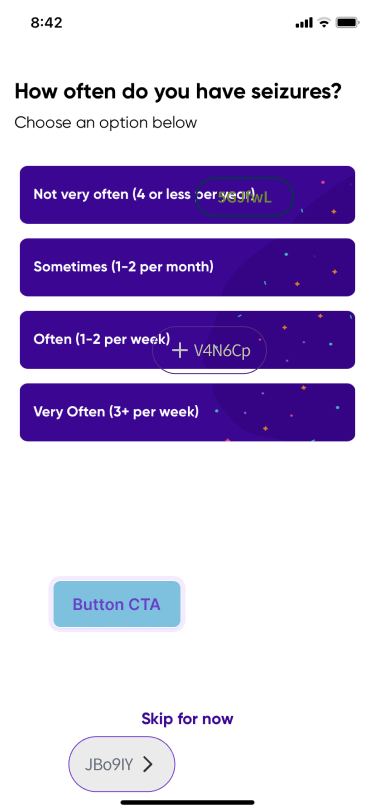 8:42
How often do you have seizures?
Choose an option below
Not very often (4 or less per year)
5GJfwL
Sometimes (1-2 per month)
Often (1-2 per week)
V4N6Cp
Very Often (3+ per week)
Button CTA
Skip for now
JBo9IY